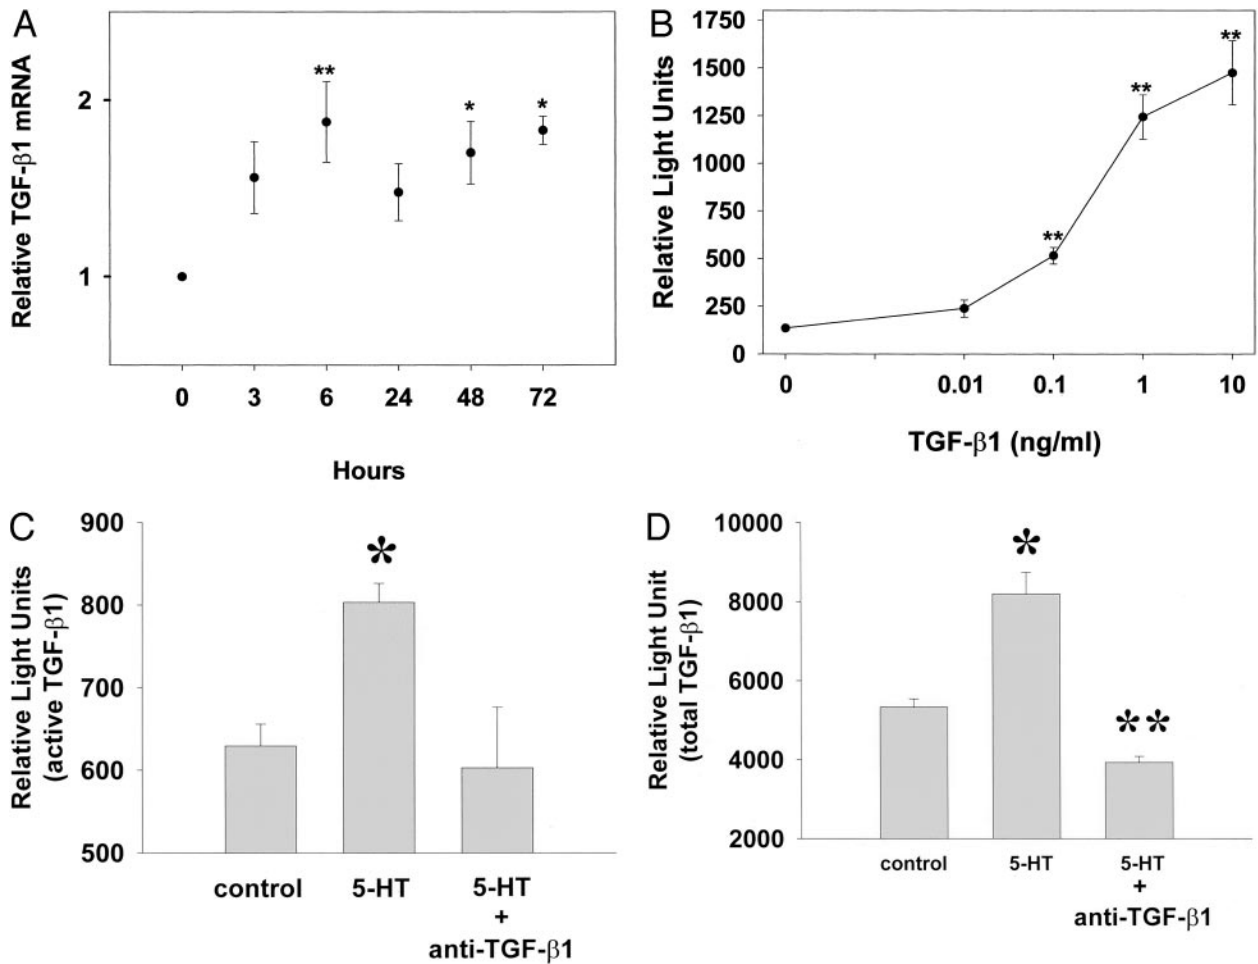 A
Relative TGF-β1 mRNA
2
1
**
*
*
0 3 6 24 48 72
Hours
B
Relative Light Units
1750
1500
1250
1000
750
500
250
0
**
**
**
0 0.01 0.1 1 10
TGF-β1 (ng/ml)
C
Relative Light Units
(active TGF-β1)
900
800
700
600
500
*
control 5-HT 5-HT
+
anti-TGF-β1
D
Relative Light Unit
(total TGF-β1)
10000
8000
6000
4000
2000
*
**
control 5-HT 5-HT
+
anti-TGF-β1